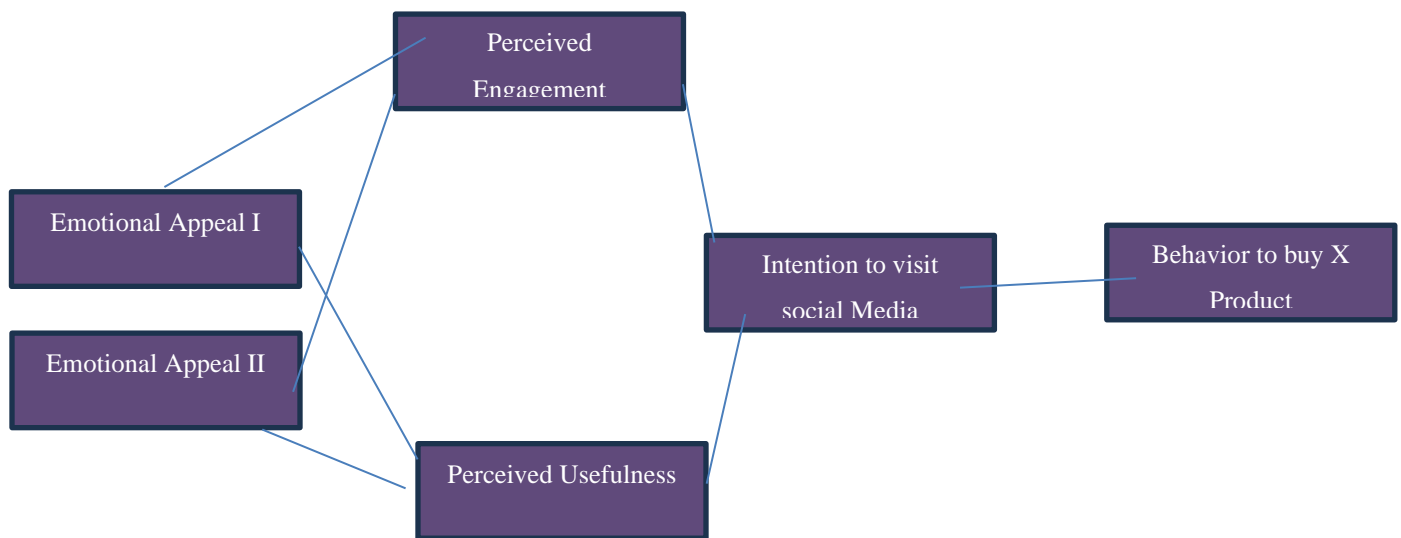 Perceived
Engagement
Emotional Appeal I
Emotional Appeal II
Perceived Usefulness
Intention to visit
social Media
Behavior to buy X
Product